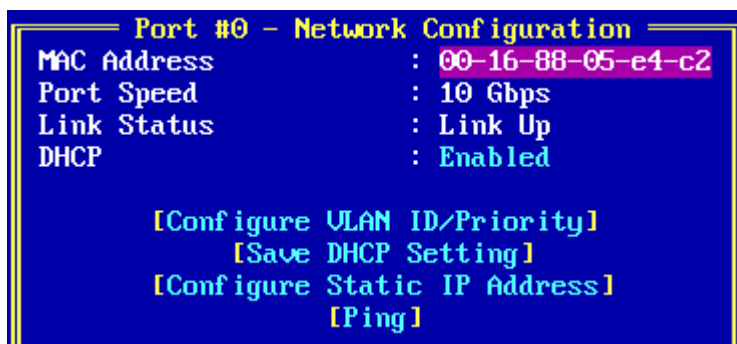 Port #0 - Network Configuration
MAC Address : 00-16-88-05-e4-c2
Port Speed : 10 Gbps
Link Status : Link Up
DHCP : Enabled
[Configure VLAN ID/Priority]
[Save DHCP Setting]
[Configure Static IP Address]
[Ping]